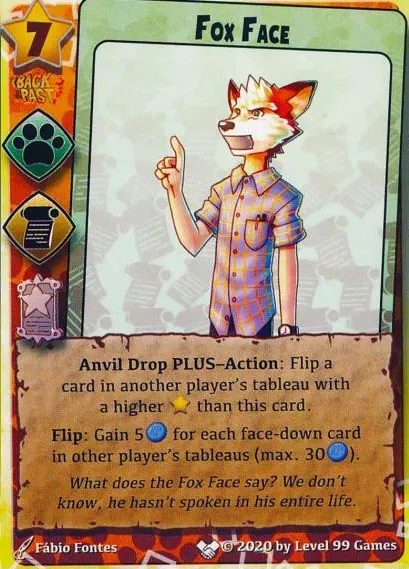 7
Fox Face
BACK
PAST
Anvil Drop PLUS–Action: Flip a
card in another player's tableau with
a higher than this card.
Flip: Gain 5 for each face-down card
in other player's tableaus (max. 30).
What does the Fox Face say? We don't
know, he hasn't spoken in his entire life.
Fábio Fontes
© 2020 by Level 99 Games